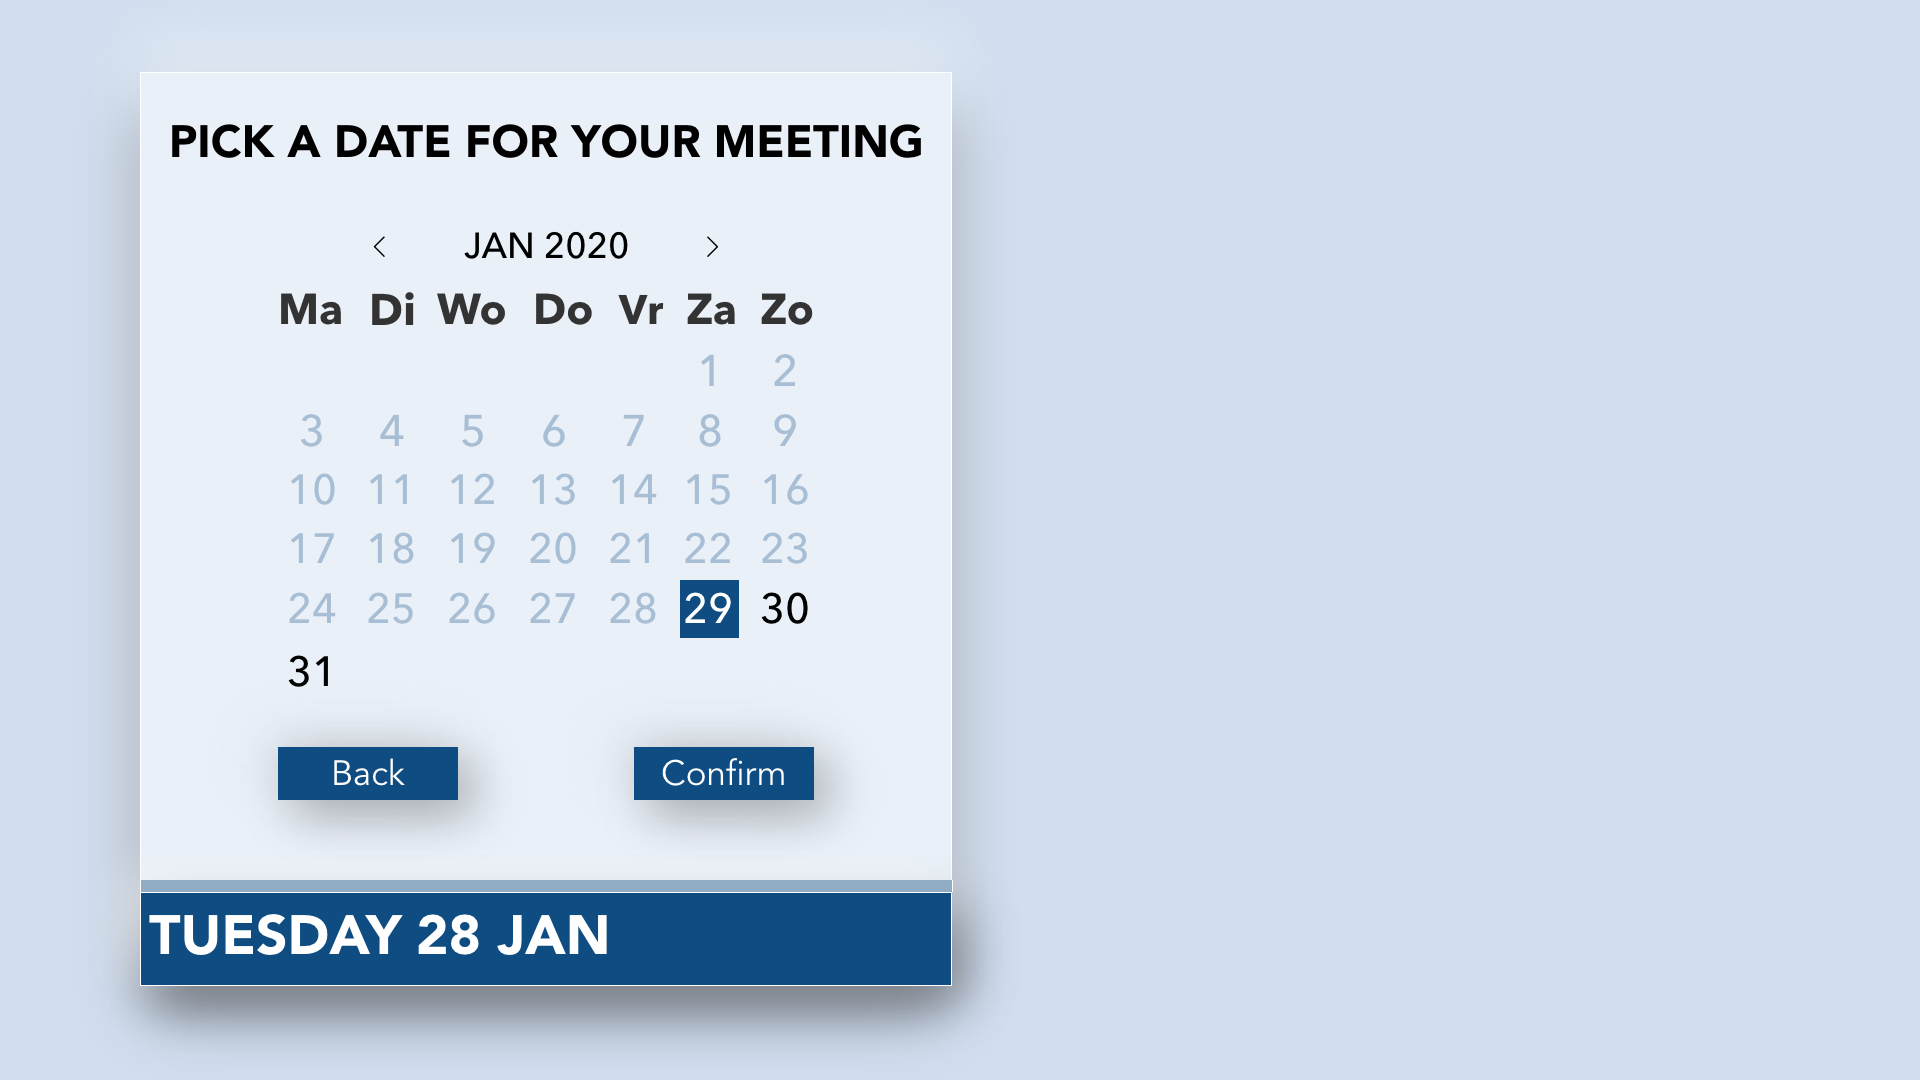 PICK A DATE FOR YOUR MEETING
< JAN 2020 >
Ma Di Wo Do Vr Za Zo
1 2
3 4 5 6 7 8 9
10 11 12 13 14 15 16
17 18 19 20 21 22 23
24 25 26 27 28 29 30
31
Back Confirm
TUESDAY 28 JAN